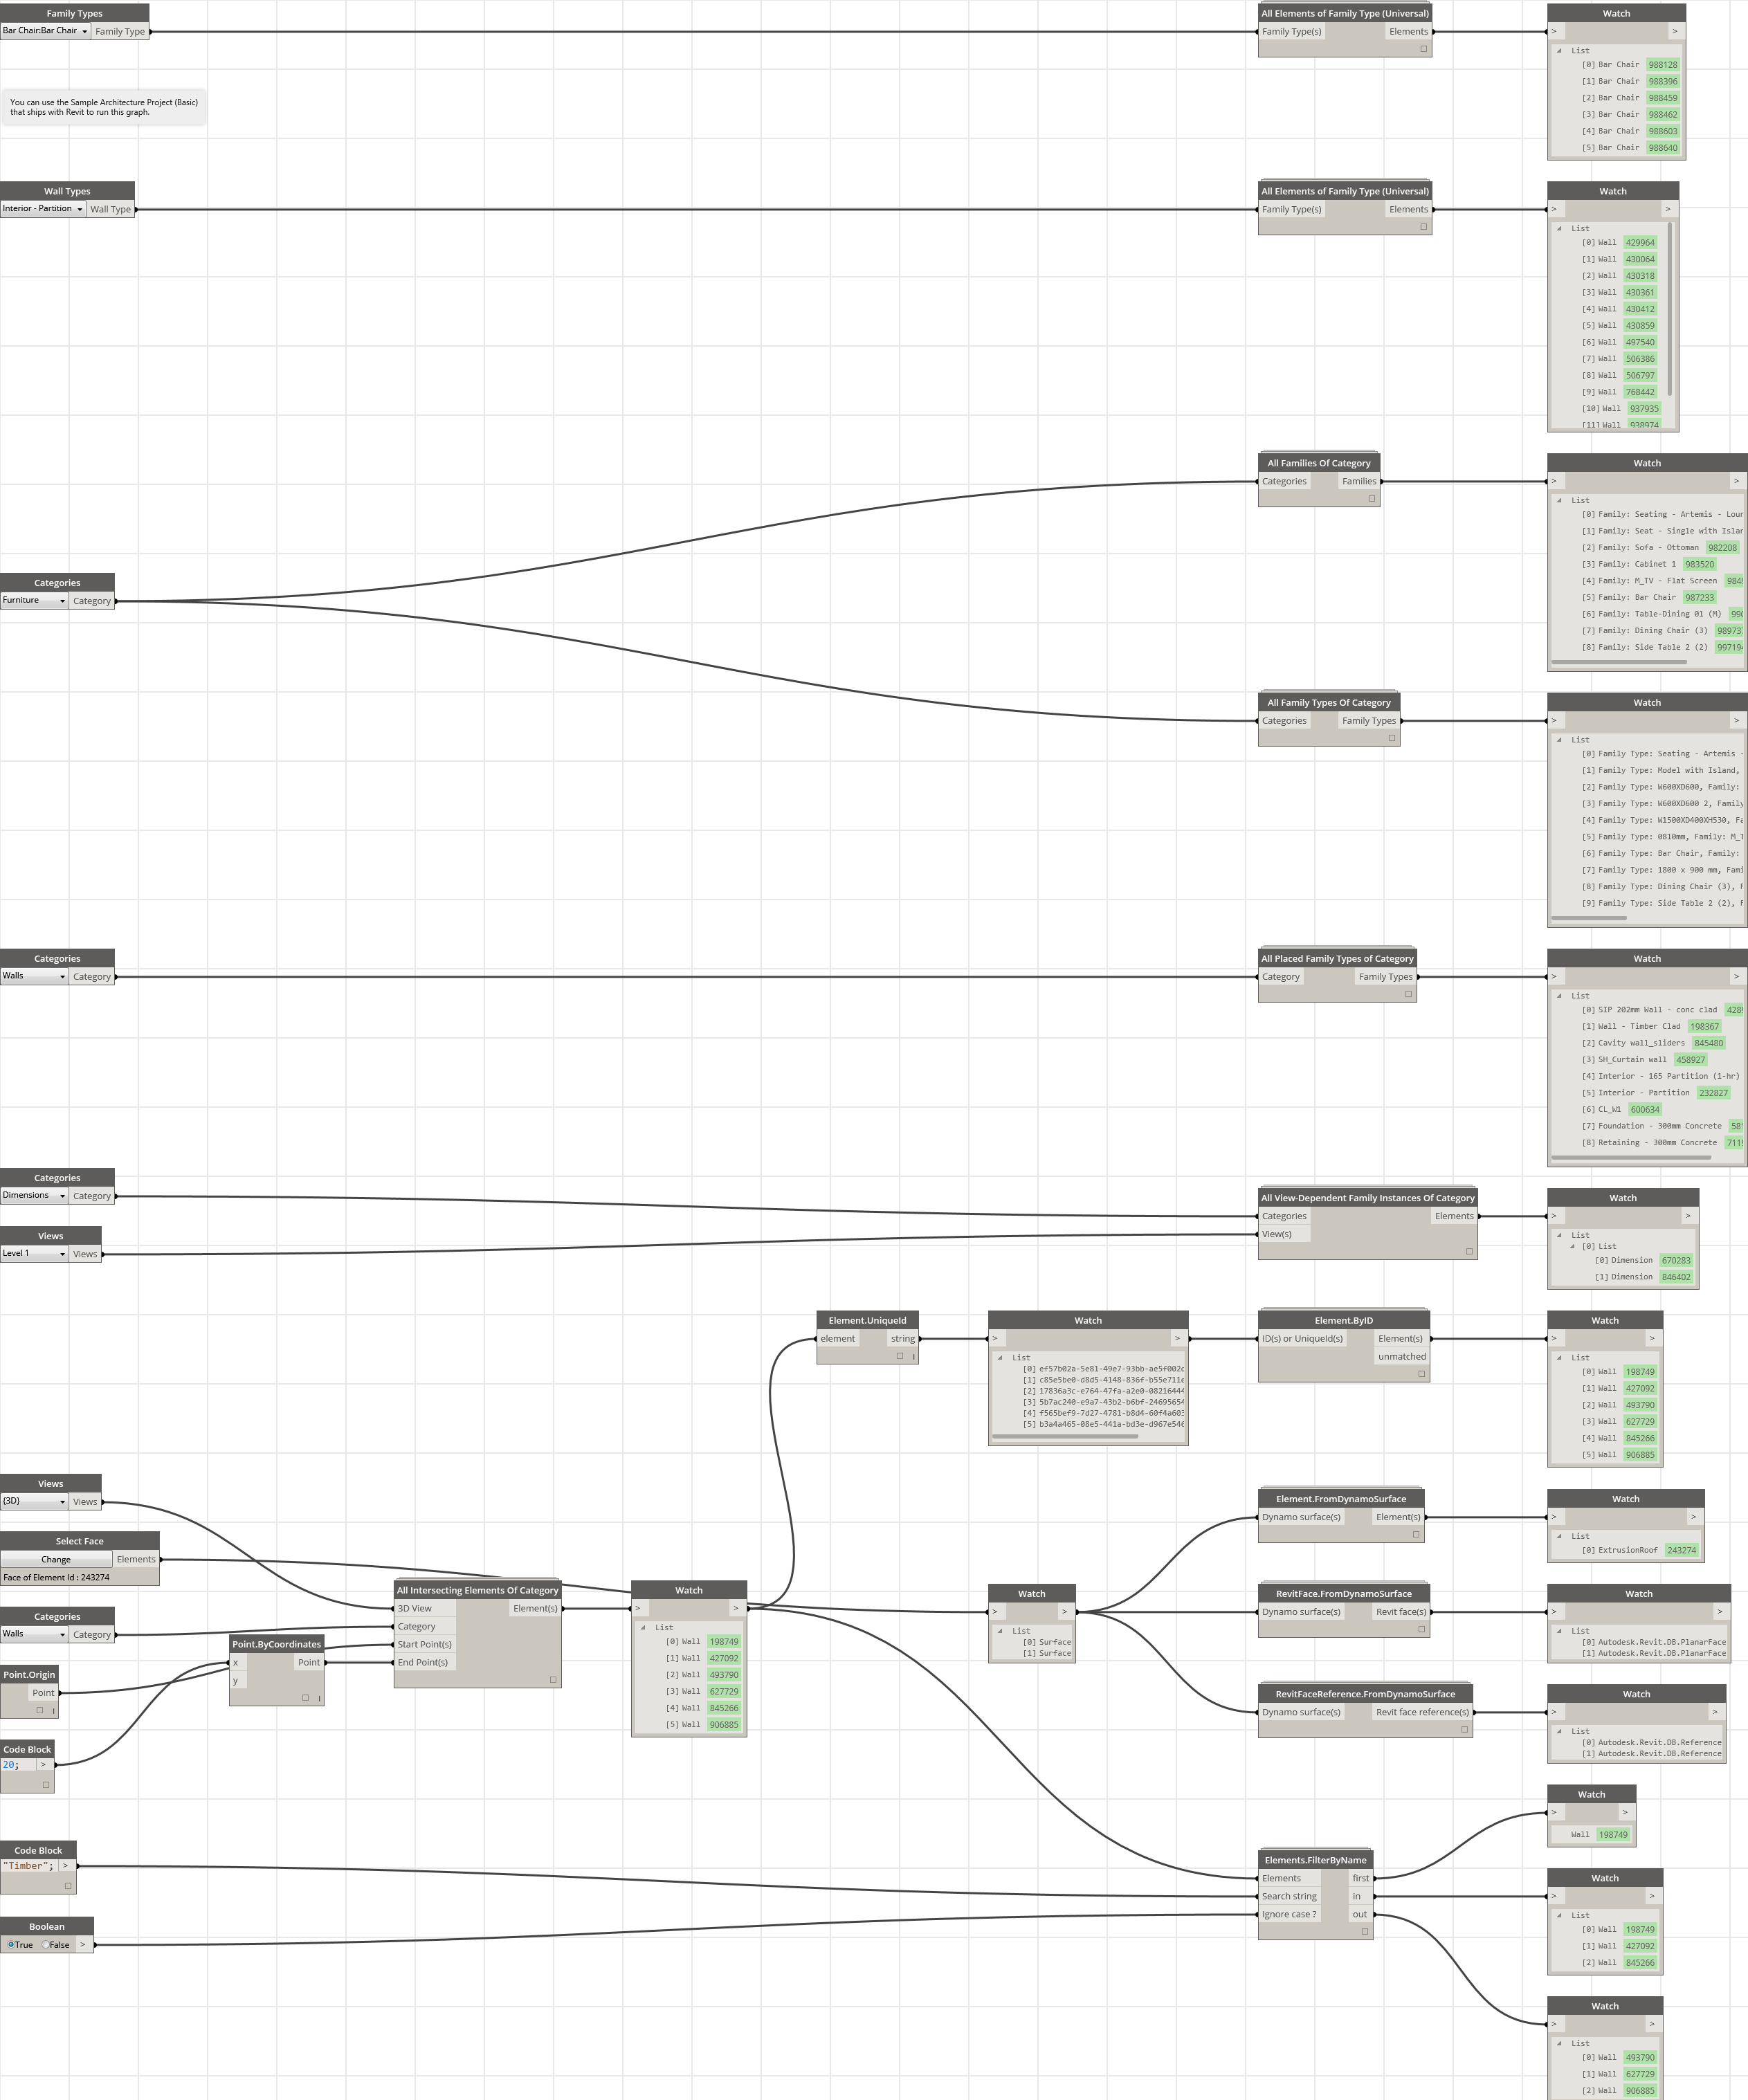 Family Types
Bar Chair:Bar Chair Family Type
All Elements of Family Type (Universal)
Family Type(s) Elements
Watch
> >
List
[0] Bar Chair 988128
[1] Bar Chair 988396
[2] Bar Chair 988459
[3] Bar Chair 988462
[4] Bar Chair 988603
[5] Bar Chair 988640
You can use the Sample Architecture Project (Basic)
that ships with Revit to run this graph.
Wall Types
Interior - Partition Wall Type
All Elements of Family Type (Universal)
Family Type(s) Elements
Watch
> >
List
[0] Wall 429964
[1] Wall 430064
[2] Wall 430318
[3] Wall 430361
[4] Wall 430412
[5] Wall 430859
[6] Wall 497540
[7] Wall 506386
[8] Wall 506797
[9] Wall 768442
[10] Wall 937935
[11] Wall 938974
Categories
Furniture Category
All Families Of Category
Categories Families
Watch
> >
List
[0] Family: Seating - Artemis - Lour
[1] Family: Seat - Single with Islan
[2] Family: Sofa - Ottoman 982208
[3] Family: Cabinet 1 983520
[4] Family: M_TV - Flat Screen 984
[5] Family: Bar Chair 987233
[6] Family: Table-Dining 01 (M) 990
[7] Family: Dining Chair (3) 98973
[8] Family: Side Table 2 (2) 99719
All Family Types Of Category
Categories Family Types
Watch
> >
List
[0] Family Type: Seating - Artemis -
[1] Family Type: Model with Island,
[2] Family Type: W600XD600, Family:
[3] Family Type: W600XD600 2, Family
[4] Family Type: W1500XD400XH530, Fa
[5] Family Type: 0810mm, Family: M_T
[6] Family Type: Bar Chair, Family:
[7] Family Type: 1800 x 900 mm, Fami
[8] Family Type: Dining Chair (3), F
[9] Family Type: Side Table 2 (2), F
Categories
Walls Category
All Placed Family Types of Category
Category Family Types
Watch
> >
List
[0] SIP 202mm Wall - conc clad 428
[1] Wall - Timber Clad 198367
[2] Cavity wall_sliders 845480
[3] SH_Curtain wall 458927
[4] Interior - 165 Partition (1-hr)
[5] Interior - Partition 232827
[6] CL_W1 600634
[7] Foundation - 300mm Concrete 581
[8] Retaining - 300mm Concrete 711
Categories
Dimensions Category
Views
Level 1 Views
All View-Dependent Family Instances Of Category
Categories Elements
View(s)
Watch
> >
List
[0] List
[0] Dimension 670283
[1] Dimension 846402
Element.UniqueId
element string
Watch
> >
List
[0] ef57b02a-5e81-49e7-93bb-ae5f002c
[1] c85e5be0-d8d5-4148-836f-b55e711e
[2] 17836a3c-e764-47fa-a2e0-08216444
[3] 5b7ac240-e9a7-43b2-b6bf-24695654
[4] f565bef9-7d27-4781-b8d4-60f4a603
[5] b3a4a465-08e5-441a-bd3e-d967e546
Element.ByID
ID(s) or UniqueId(s) Element(s)
unmatched
Watch
> >
List
[0] Wall 198749
[1] Wall 427092
[2] Wall 493790
[3] Wall 627729
[4] Wall 845266
[5] Wall 906885
Views
{3D} Views
Select Face
Change Elements
Face of Element Id : 243274
Categories
Walls Category
Point.Origin
Point
Code Block
20; >
Point.ByCoordinates
x Point
y
All Intersecting Elements Of Category
3D View Element(s)
Category
Start Point(s)
End Point(s)
Watch
> >
List
[0] Wall 198749
[1] Wall 427092
[2] Wall 493790
[3] Wall 627729
[4] Wall 845266
[5] Wall 906885
Watch
> >
List
[0] Surface
[1] Surface
Element.FromDynamoSurface
Dynamo surface(s) Element(s)
Watch
> >
List
[0] ExtrusionRoof 243274
RevitFace.FromDynamoSurface
Dynamo surface(s) Revit face(s)
Watch
> >
List
[0] Autodesk.Revit.DB.PlanarFace
[1] Autodesk.Revit.DB.PlanarFace
RevitFaceReference.FromDynamoSurface
Dynamo surface(s) Revit face reference(s)
Watch
> >
List
[0] Autodesk.Revit.DB.Reference
[1] Autodesk.Revit.DB.Reference
Code Block
"Timber"; >
Boolean
True False >
Elements.FilterByName
Elements first
Search string in
Ignore case ? out
Watch
> >
Wall 198749
Watch
> >
List
[0] Wall 198749
[1] Wall 427092
[2] Wall 845266
Watch
> >
List
[0] Wall 493790
[1] Wall 627729
[2] Wall 906885